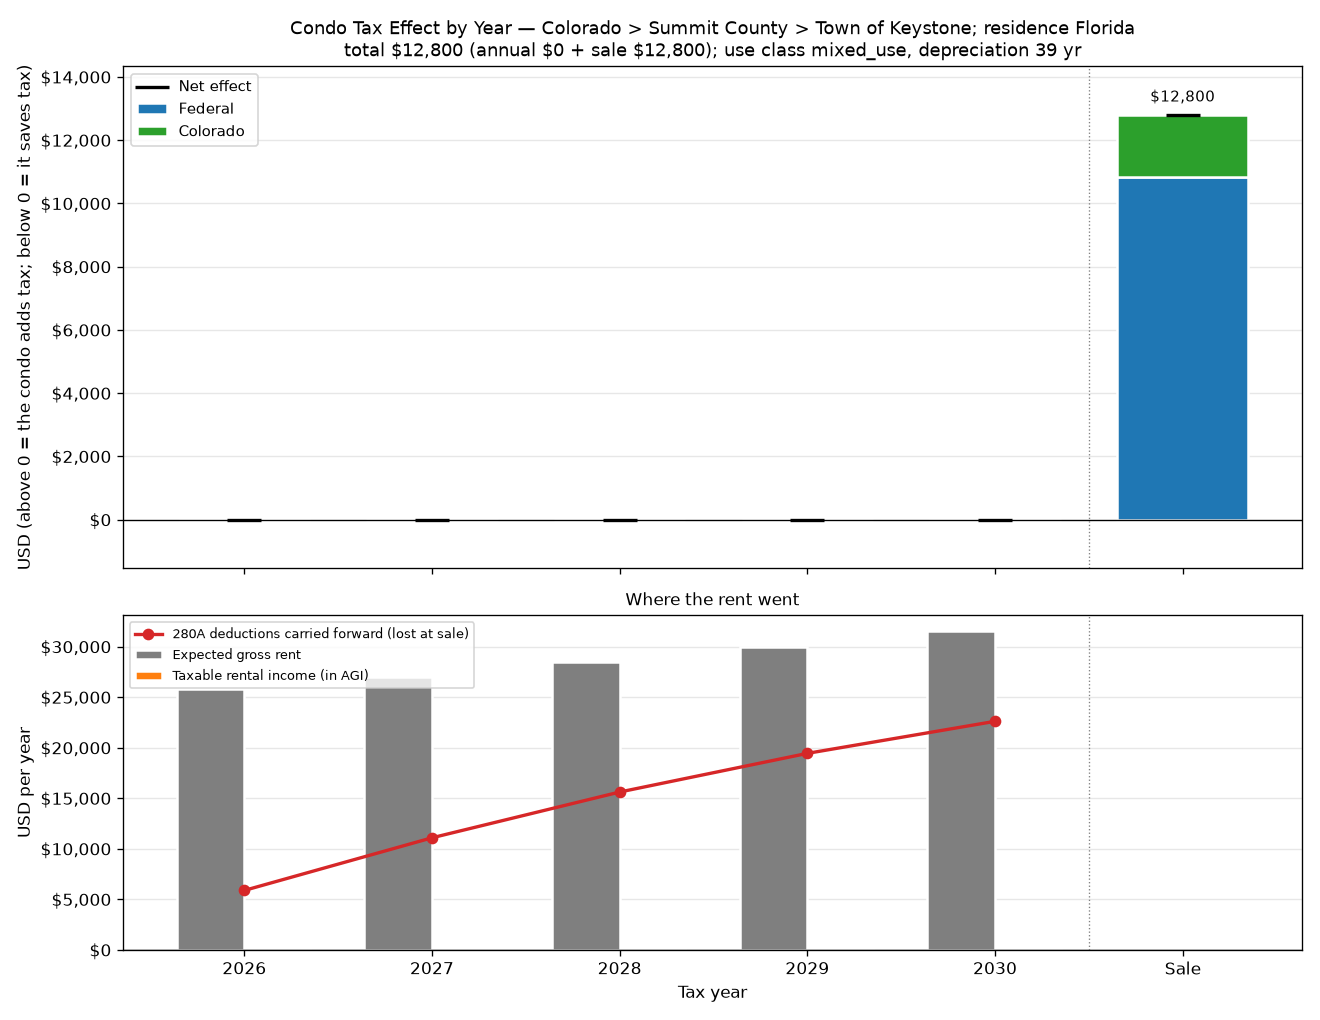 Condo Tax Effect by Year — Colorado > Summit County > Town of Keystone; residence Florida
total $12,800 (annual $0 + sale $12,800); use class mixed_use, depreciation 39 yr
USD (above 0 = the condo adds tax; below 0 = it saves tax)
$14,000
$12,000
$10,000
$8,000
$6,000
$4,000
$2,000
$0
Net effect
Federal
Colorado
$12,800
Where the rent went
USD per year
$30,000
$25,000
$20,000
$15,000
$10,000
$5,000
$0
280A deductions carried forward (lost at sale)
Expected gross rent
Taxable rental income (in AGI)
2026
2027
2028
2029
2030
Sale
Tax year